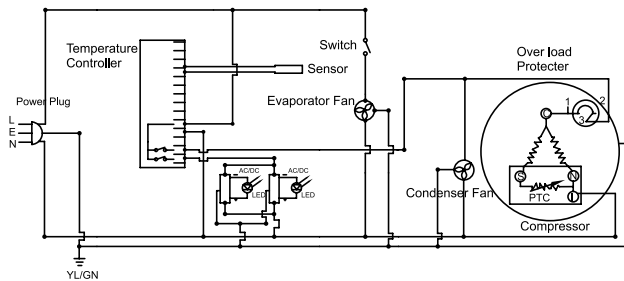 Temperature
Controller
Switch
Sensor
Over load
Protecter
Power Plug
L
E
N
Evaporator Fan
1
2
3
AC/DC
LED
AC/DC
LED
Condenser Fan
S
N
PTC
Compressor
YL/GN